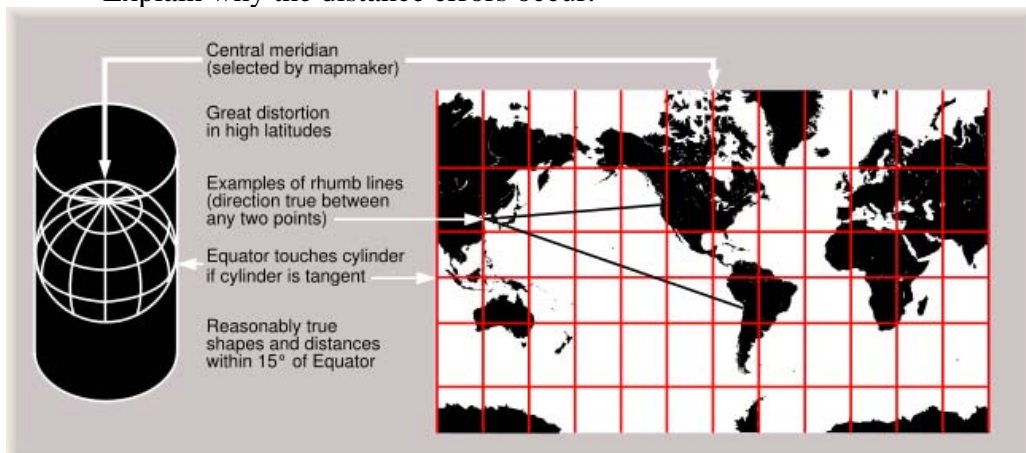 Explain why the distance errors occur.
Central meridian
(selected by mapmaker)
Great distortion
in high latitudes
Examples of rhumb lines
(direction true between
any two points)
Equator touches cylinder
if cylinder is tangent
Reasonably true
shapes and distances
within 15° of Equator